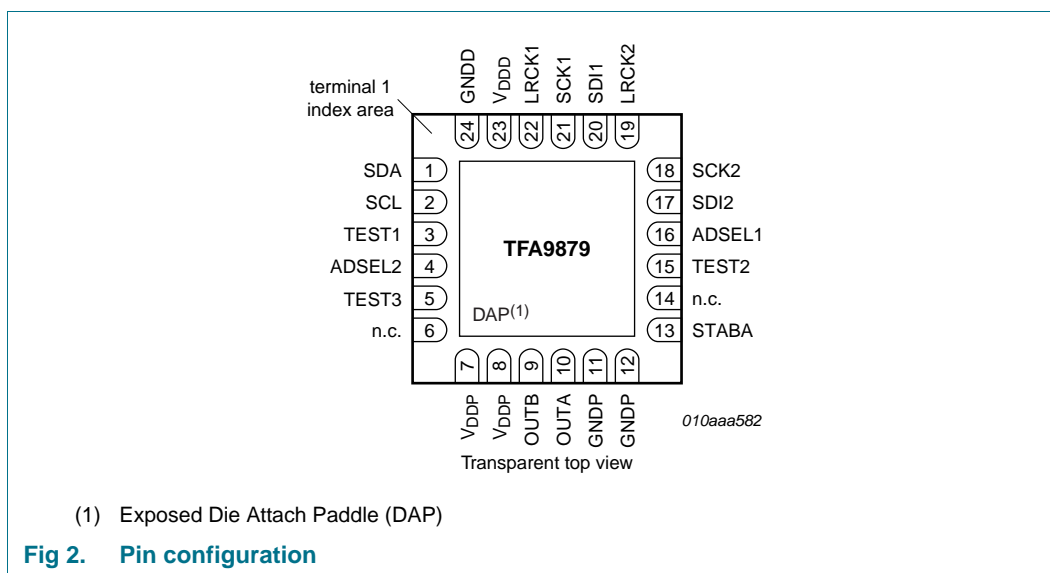 terminal 1
index area
GNDD
VDDD
LRCK1
SCK1
SDI1
LRCK2
24
23
22
21
20
19
SDA 1
SCL 2
TEST1 3
ADSEL2 4
TEST3 5
n.c. 6
TFA9879
DAP(1)
18 SCK2
17 SDI2
16 ADSEL1
15 TEST2
14 n.c.
13 STABA
7
8
9
10
11
12
VDDP
VDDP
OUTB
OUTA
GNDP
GNDP
010aaa582
Transparent top view
(1) Exposed Die Attach Paddle (DAP)
Fig 2. Pin configuration